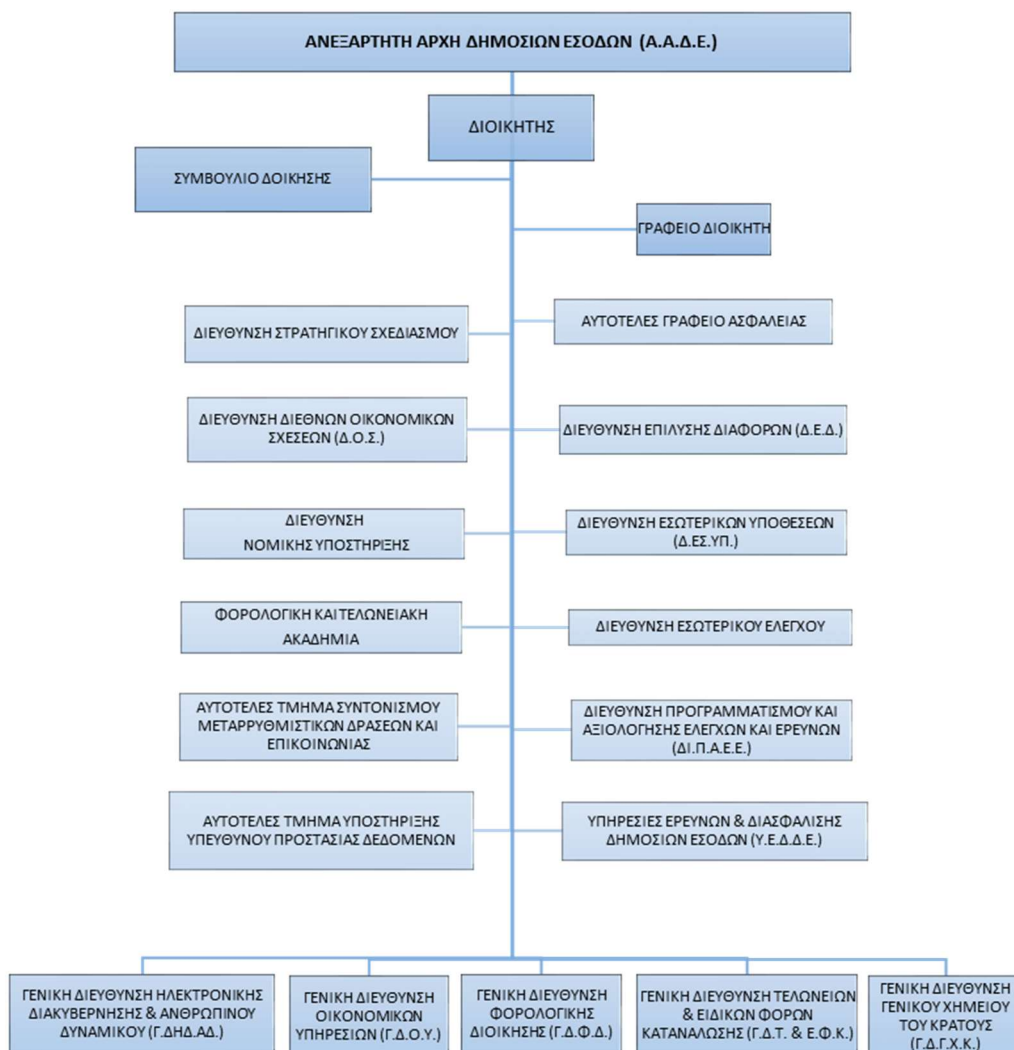 ΑΝΕΞΑΡΤΗΤΗ ΑΡΧΗ ΔΗΜΟΣΙΩΝ ΕΣΟΔΩΝ (Α.Α.Δ.Ε.)
ΔΙΟΙΚΗΤΗΣ
ΣΥΜΒΟΥΛΙΟ ΔΟΙΚΗΣΗΣ
ΓΡΑΦΕΙΟ ΔΙΟΙΚΗΤΗ
ΔΙΕΥΘΥΝΣΗ ΣΤΡΑΤΗΓΙΚΟΥ ΣΧΕΔΙΑΣΜΟΥ
ΑΥΤΟΤΕΛΕΣ ΓΡΑΦΕΙΟ ΑΣΦΑΛΕΙΑΣ
ΔΙΕΥΘΥΝΣΗ ΔΙΕΘΝΩΝ ΟΙΚΟΝΟΜΙΚΩΝ
ΣΧΕΣΕΩΝ (Δ.Ο.Σ.)
ΔΙΕΥΘΥΝΣΗ ΕΠΙΛΥΣΗΣ ΔΙΑΦΟΡΩΝ (Δ.Ε.Δ.)
ΔΙΕΥΘΥΝΣΗ
ΝΟΜΙΚΗΣ ΥΠΟΣΤΗΡΙΞΗΣ
ΔΙΕΥΘΥΝΣΗ ΕΣΩΤΕΡΙΚΩΝ ΥΠΟΘΕΣΕΩΝ
(Δ.ΕΣ.ΥΠ.)
ΦΟΡΟΛΟΓΙΚΗ ΚΑΙ ΤΕΛΩΝΕΙΑΚΗ
ΑΚΑΔΗΜΙΑ
ΔΙΕΥΘΥΝΣΗ ΕΣΩΤΕΡΙΚΟΥ ΕΛΕΓΧΟΥ
ΑΥΤΟΤΕΛΕΣ ΤΜΗΜΑ ΣΥΝΤΟΝΙΣΜΟΥ
ΜΕΤΑΡΡΥΘΜΙΣΤΙΚΩΝ ΔΡΑΣΕΩΝ ΚΑΙ
ΕΠΙΚΟΙΝΩΝΙΑΣ
ΔΙΕΥΘΥΝΣΗ ΠΡΟΓΡΑΜΜΑΤΙΣΜΟΥ ΚΑΙ
ΑΞΙΟΛΟΓΗΣΗΣ ΕΛΕΓΧΩΝ ΚΑΙ ΕΡΕΥΝΩΝ
(ΔΙ.Π.Α.Ε.Ε.)
ΑΥΤΟΤΕΛΕΣ ΤΜΗΜΑ ΥΠΟΣΤΗΡΙΞΗΣ
ΥΠΕΥΘΥΝΟΥ ΠΡΟΣΤΑΣΙΑΣ ΔΕΔΟΜΕΝΩΝ
ΥΠΗΡΕΣΙΕΣ ΕΡΕΥΝΩΝ & ΔΙΑΣΦΑΛΙΣΗΣ
ΔΗΜΟΣΙΩΝ ΕΣΟΔΩΝ (Υ.Ε.Δ.Δ.Ε.)
ΓΕΝΙΚΗ ΔΙΕΥΘΥΝΣΗ ΗΛΕΚΤΡΟΝΙΚΗΣ
ΔΙΑΚΥΒΕΡΝΗΣΗΣ & ΑΝΘΡΩΠΙΝΟΥ
ΔΥΝΑΜΙΚΟΥ (Γ.ΔΗΔ.ΑΔ.)
ΓΕΝΙΚΗ ΔΙΕΥΘΥΝΣΗ
ΟΙΚΟΝΟΜΙΚΩΝ
ΥΠΗΡΕΣΙΩΝ (Γ.Δ.Ο.Υ.)
ΓΕΝΙΚΗ ΔΙΕΥΘΥΝΣΗ
ΦΟΡΟΛΟΓΙΚΗΣ
ΔΙΟΙΚΗΣΗΣ (Γ.Δ.Φ.Δ.)
ΓΕΝΙΚΗ ΔΙΕΥΘΥΝΣΗ ΤΕΛΩΝΕΙΩΝ
& ΕΙΔΙΚΩΝ ΦΟΡΩΝ
ΚΑΤΑΝΑΛΩΣΗΣ (Γ.Δ.Τ. & Ε.Φ.Κ.)
ΓΕΝΙΚΗ ΔΙΕΥΘΥΝΣΗ
ΓΕΝΙΚΟΥ ΧΗΜΕΙΟΥ
ΤΟΥ ΚΡΑΤΟΥΣ
(Γ.Δ.Γ.Χ.Κ.)